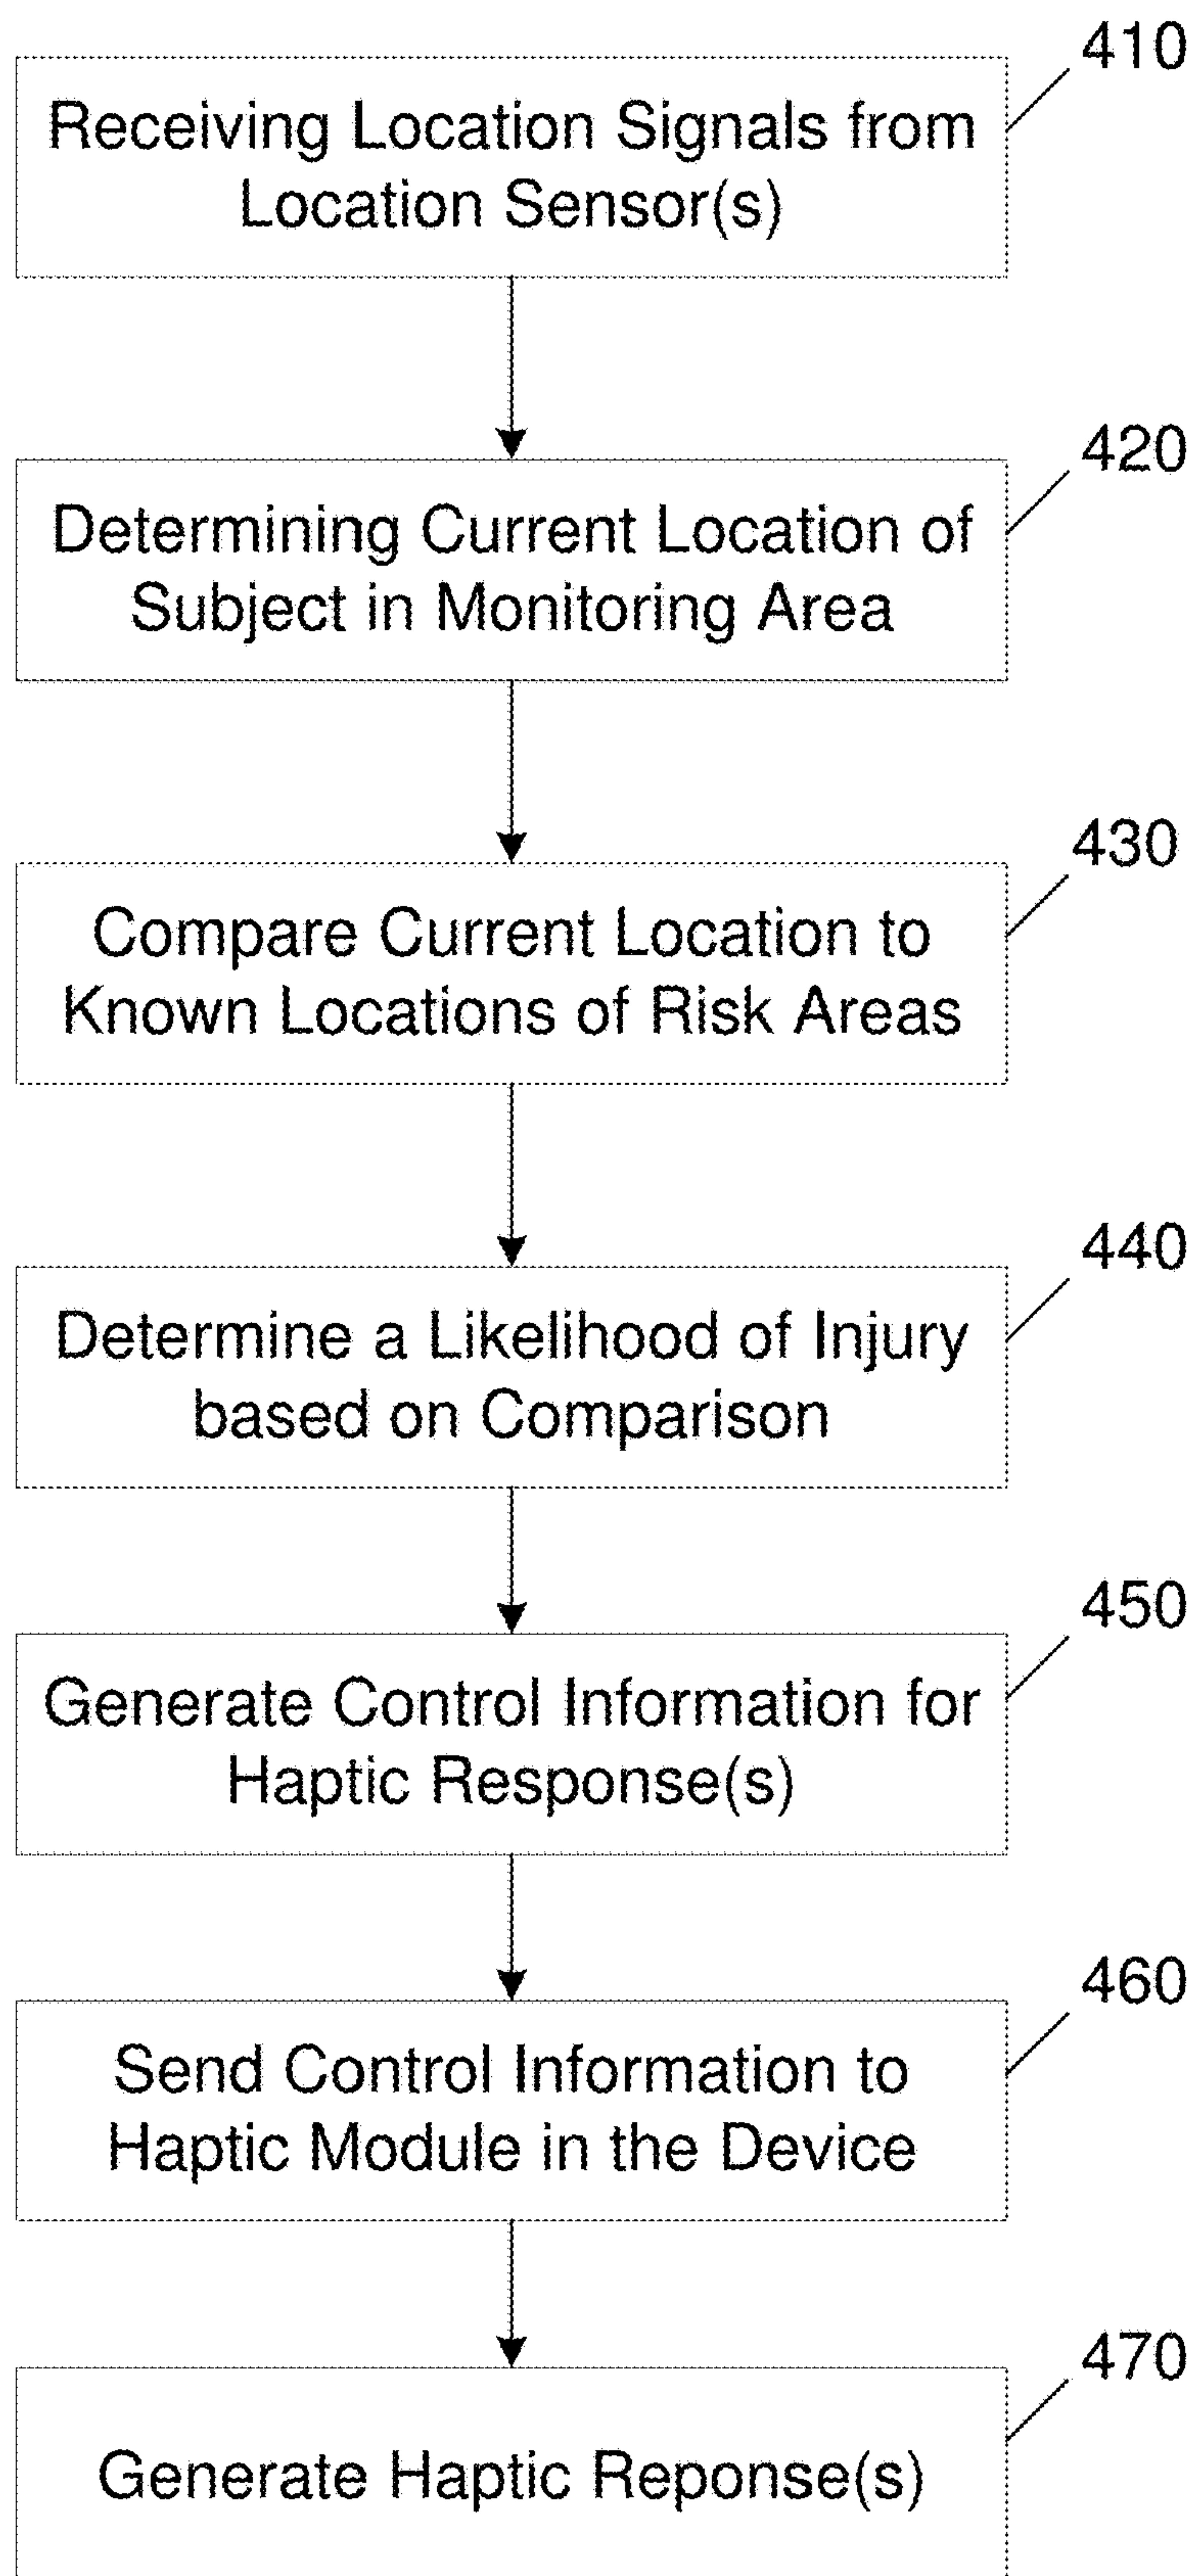 410
Receiving Location Signals from
Location Sensor(s)
420
Determining Current Location of
Subject in Monitoring Area
430
Compare Current Location to
Known Locations of Risk Areas
440
Determine a Likelihood of Injury
based on Comparison
450
Generate Control Information for
Haptic Response(s)
460
Send Control Information to
Haptic Module in the Device
470
Generate Haptic Reponse(s)